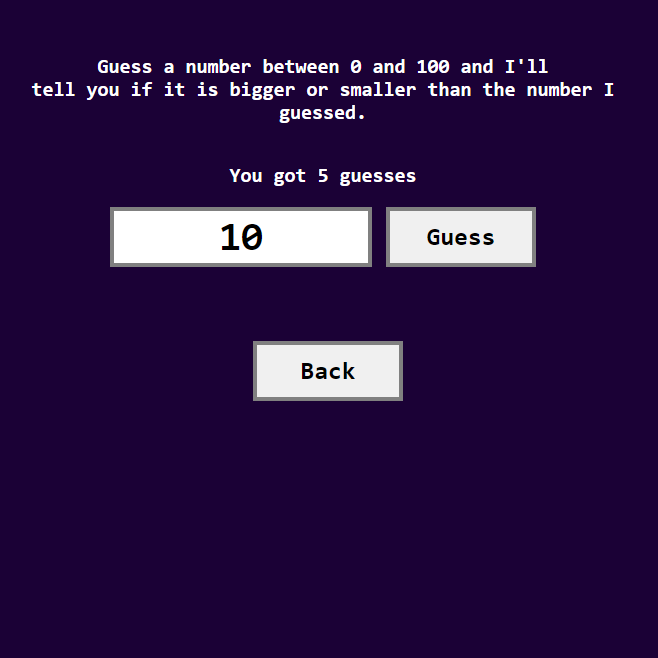 Guess a number between 0 and 100 and I'll
tell you if it is bigger or smaller than the number I
guessed.
You got 5 guesses
10 Guess
Back